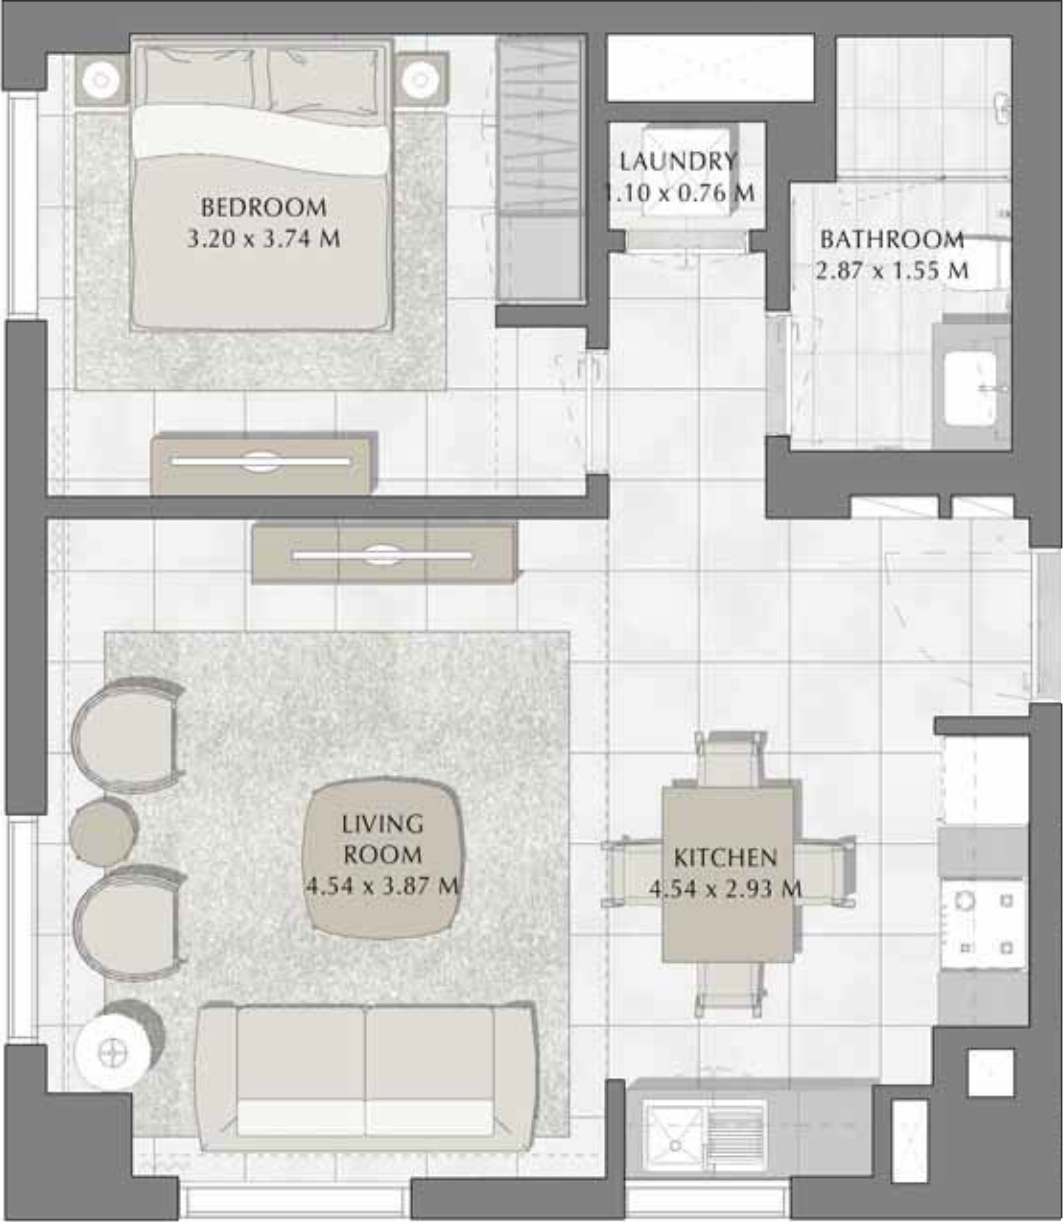 BEDROOM
3.20 x 3.74 M
LAUNDRY
1.10 x 0.76 M
BATHROOM
2.87 x 1.55 M
LIVING
ROOM
4.54 x 3.87 M
KITCHEN
4.54 x 2.93 M